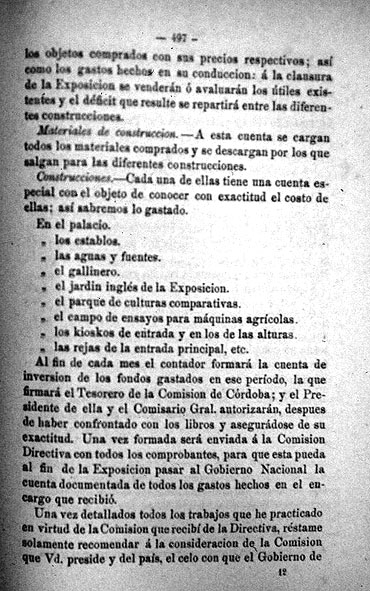 — 497 —
los objetos comprados con sus precios respectivos; así
como los gastos hechos en su conduccion: á la clausura
de la Exposicion se venderán ó avaluarán los útiles exis-
tentes y el déficit que resulte se repartirá entre las diferen-
tes construcciones.
Materiales de construccion.—A esta cuenta se cargan
todos los materiales comprados y se descargan por los que
salgan para las diferentes construcciones.
Construcciones.—Cada una de ellas tiene una cuenta es-
pecial con el objeto de conocer con exactitud el costo de
ellas; así sabremos lo gastado.
En el palacio.
„ los establos.
„ las aguas y fuentes.
„ el gallinero.
„ el jardin inglés de la Exposicion.
„ el parque de culturas comparativas.
„ el campo de ensayos para máquinas agrícolas.
„ los kioskos de entrada y en los de las alturas.
„ las rejas de la entrada principal, etc.
Al fin de cada mes el contador formará la cuenta de
inversion de los fondos gastados en ese período, la que
firmará el Tesorero de la Comision de Córdoba; y el Pre-
sidente de ella y el Comisario Gral. autorizarán, despues
de haber confrontado con los libros y asegurádose de su
exactitud. Una vez formada será enviada á la Comision
Directiva con todos los comprobantes, para que esta pueda
al fin de la Exposicion pasar al Gobierno Nacional la
cuenta documentada de todos los gastos hechos en el en-
cargo que recibió.
Una vez detallados todos los trabajos que he practicado
en virtud de la Comision que recibí de la Directiva, réstame
solamente recomendar á la consideracion de la Comision
que Vd. preside y del país, el celo con que el Gobierno de
12